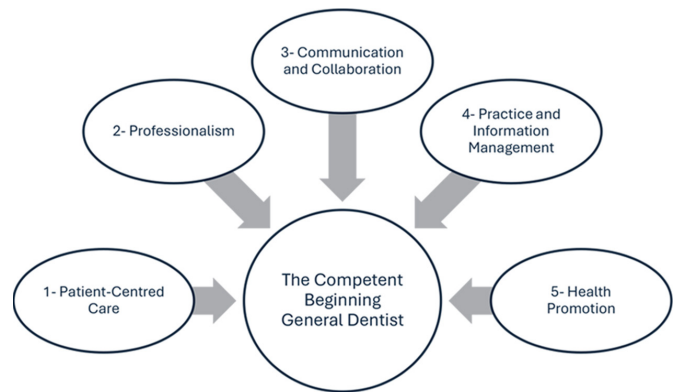 3- Communication
and Collaboration
2- Professionalism
4- Practice and
Information
Management
1- Patient-Centred
Care
The Competent
Beginning
General Dentist
5- Health
Promotion